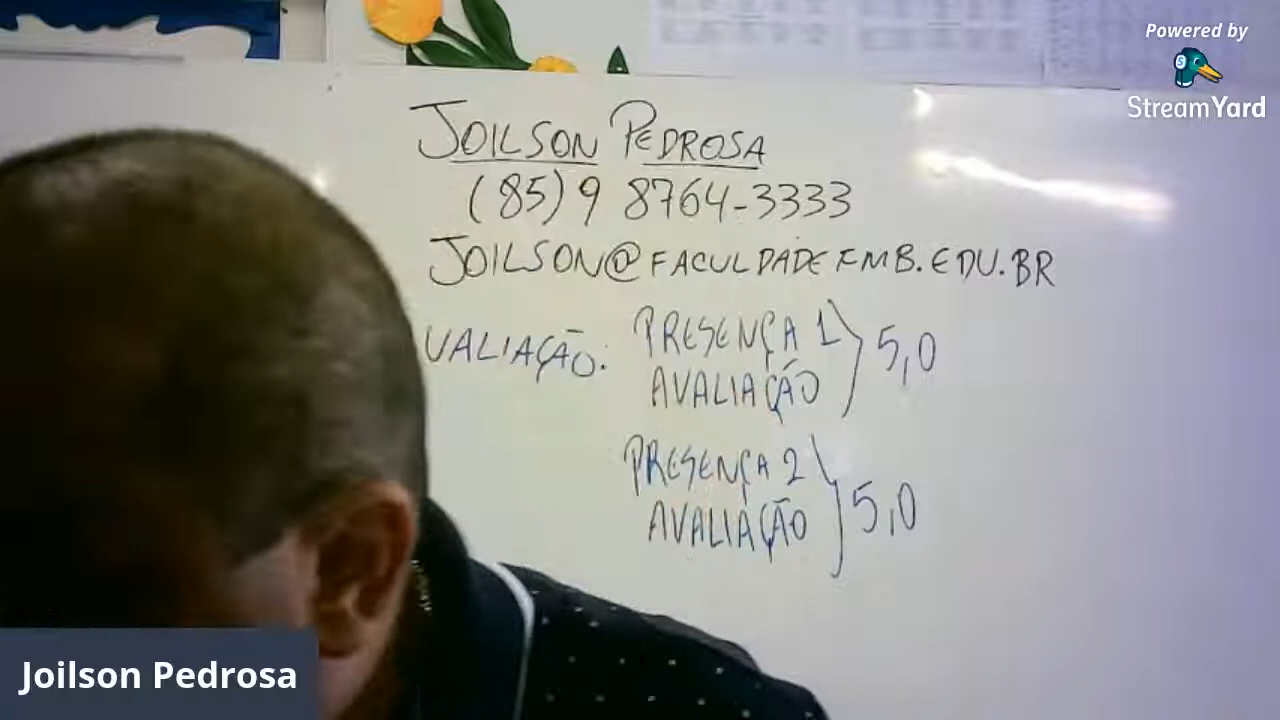 Powered by
StreamYard
JOILSON PEDROSA
(85) 9 8764-3333
JOILSON@FACULDADEFMB.EDU.BR
VALIAÇÃO: PRESENÇA 1
AVALIAÇÃO } 5,0
PRESENÇA 2
AVALIAÇÃO } 5,0
Joilson Pedrosa